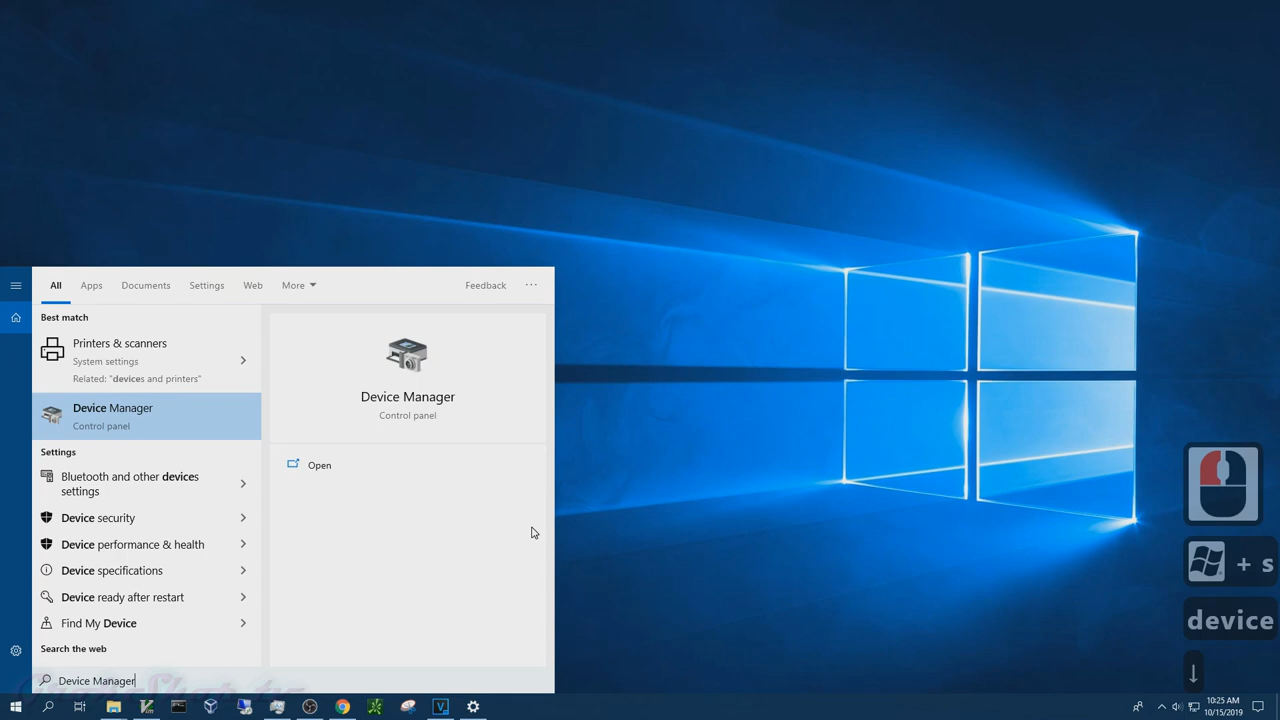 All Apps Documents Settings Web More Feedback ...
Best match
Printers & scanners
System settings
Related: "devices and printers"
Device Manager
Control panel
Settings
Bluetooth and other devices
settings
Device security
Device performance & health
Device specifications
Device ready after restart
Find My Device
Search the web
Device Manager
Device Manager
Control panel
Open
+ s
device
↓
10:25 AM
10/15/2019